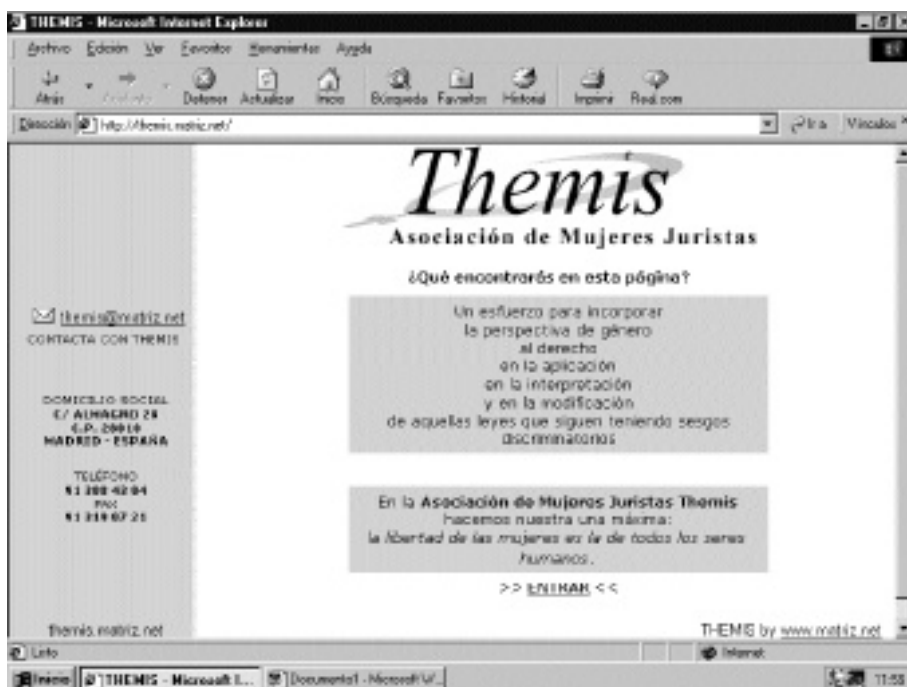 THEMIS - Microsoft Internet Explorer
Archivo Edición Ver Favoritos Herramientas Ayuda
Atrás Detener Actualizar Inicio Búsqueda Favoritos Historial Imprimir Real.com
Dirección http://themis.matriz.net/ Ir a Vínculos
Themis
Asociación de Mujeres Juristas
¿Qué encontrarás en esta página?
Un esfuerzo para incorporar
la perspectiva de género
al derecho
en la aplicación
en la interpretación
y en la modificación
de aquellas leyes que siguen teniendo sesgos
discriminatorios
themis@matriz.net
CONTACTA CON THEMIS
DOMICILIO SOCIAL
C/ ALMAGRO 28
C.P. 28010
MADRID - ESPAÑA
TELÉFONO
FAX
En la Asociación de Mujeres Juristas Themis
hacemos nuestra una máxima:
la libertad de las mujeres es la de todos los seres
humanos.
>> ENTRAR <<
themis.matriz.net
THEMIS by www.matriz.net
Listo Internet
Inicio THEMIS - Microsoft I... Documento1 - Microsoft W... 11:58